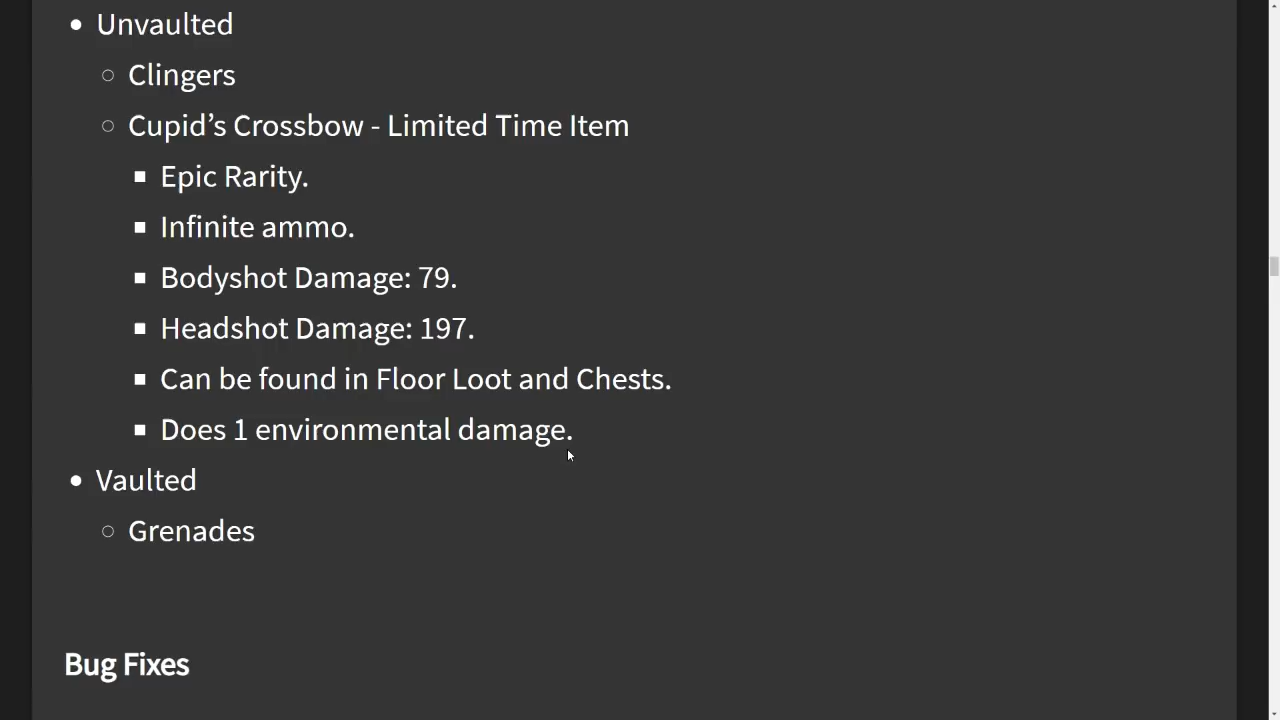 Unvaulted
Clingers
Cupid’s Crossbow - Limited Time Item
Epic Rarity.
Infinite ammo.
Bodyshot Damage: 79.
Headshot Damage: 197.
Can be found in Floor Loot and Chests.
Does 1 environmental damage.
Vaulted
Grenades
Bug Fixes